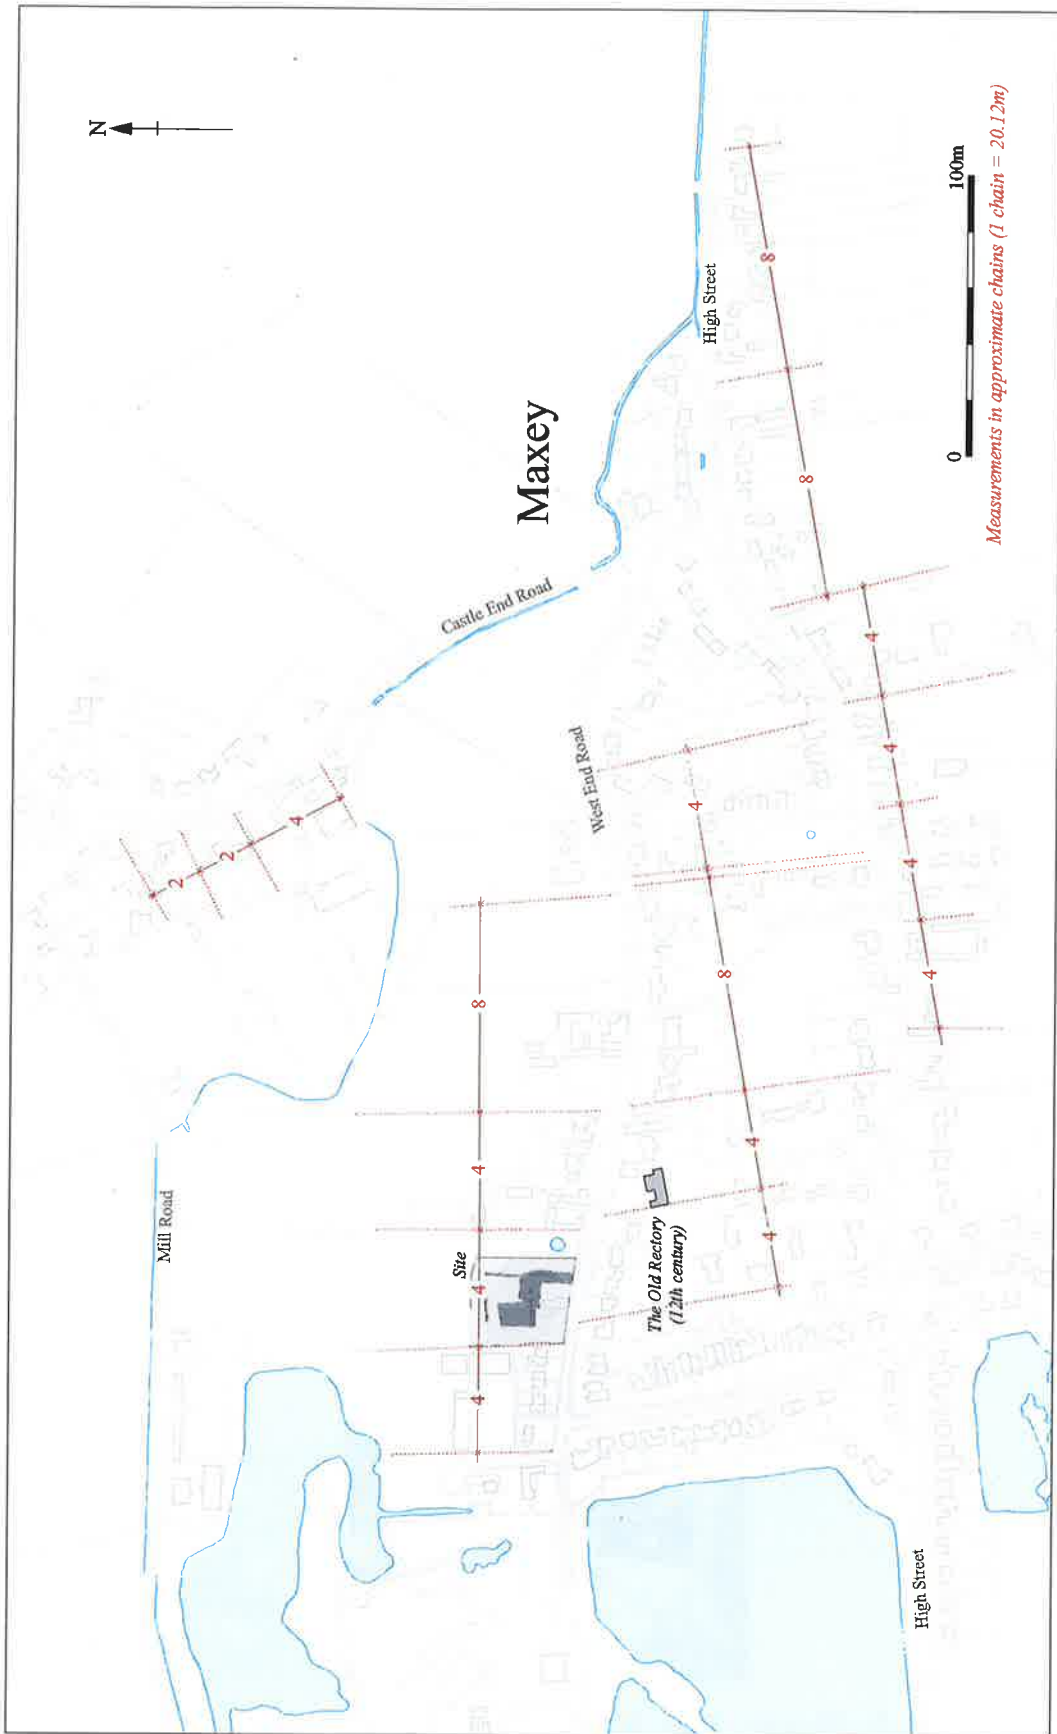 N
Mill Road
Castle End Road
Maxey
High Street
West End Road
Site
The Old Rectory
(12th century)
High Street
2
2
4
8
4
4
4
4
8
4
4
8
8
4
4
4
4
0
100m
Measurements in approximate chains (1 chain = 20.12m)